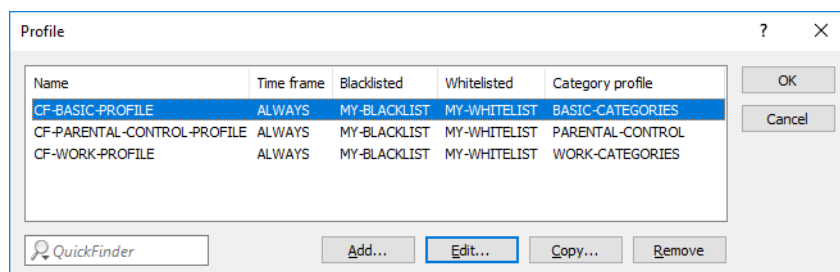 Profile ?
Name Time frame Blacklisted Whitelisted Category profile
CF-BASIC-PROFILE ALWAYS MY-BLACKLIST MY-WHITELIST BASIC-CATEGORIES
CF-PARENTAL-CONTROL-PROFILE ALWAYS MY-BLACKLIST MY-WHITELIST PARENTAL-CONTROL
CF-WORK-PROFILE ALWAYS MY-BLACKLIST MY-WHITELIST WORK-CATEGORIES
OK
Cancel
QuickFinder Add... Edit... Copy... Remove